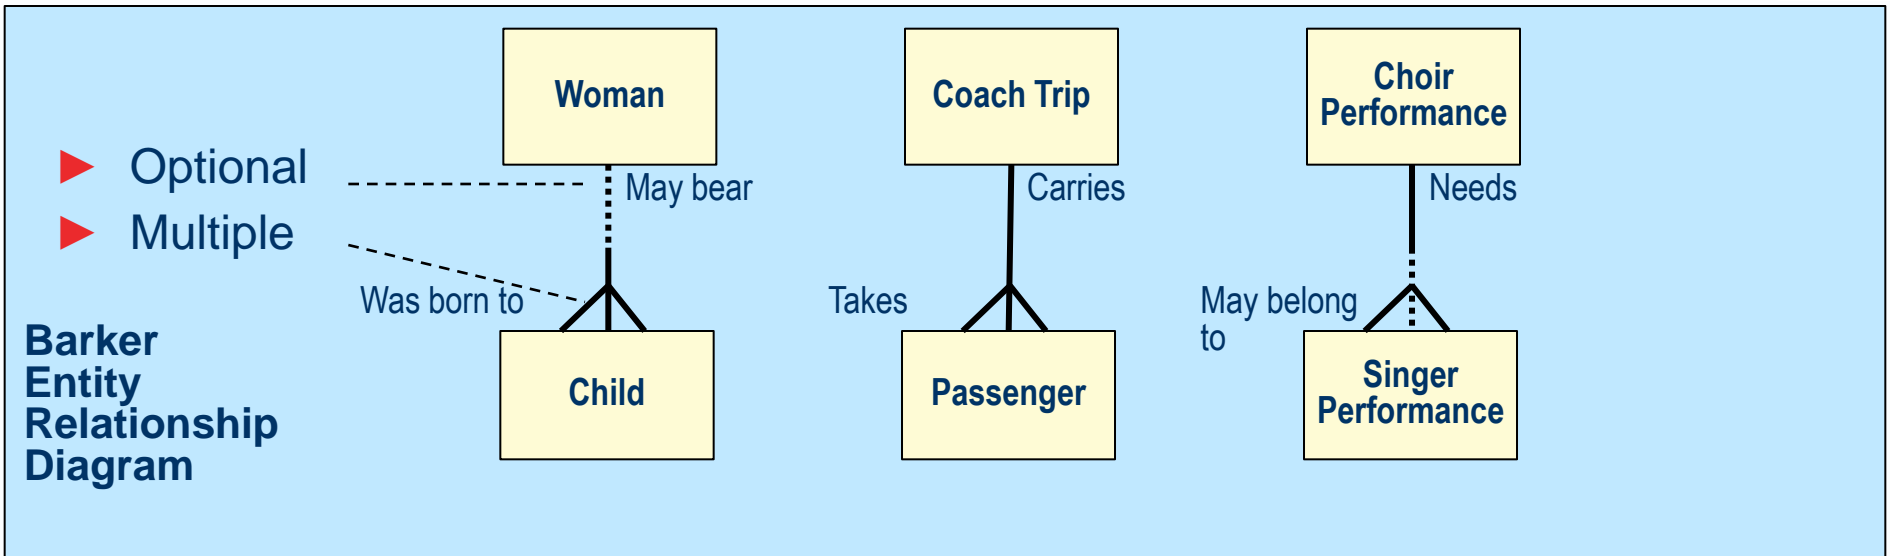 Woman
Coach Trip
Choir
Performance
Optional
May bear
Carries
Needs
Multiple
Was born to
Takes
May belong
to
Barker
Entity
Relationship
Diagram
Child
Passenger
Singer
Performance